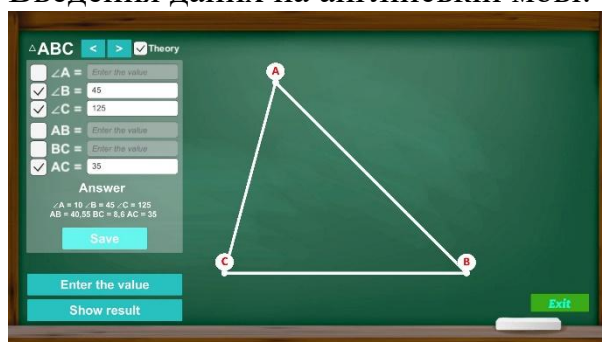 Введення даних на англійській мові.
△ABC < > Theory
∠A = Enter the value
∠B = 45
∠C = 125
AB = Enter the value
BC = Enter the value
AC = 35
Answer
∠A = 10 ∠B = 45 ∠C = 125
AB = 40,55 BC = 8,6 AC = 35
Save
Enter the value
Show result
A
C
B
Exit